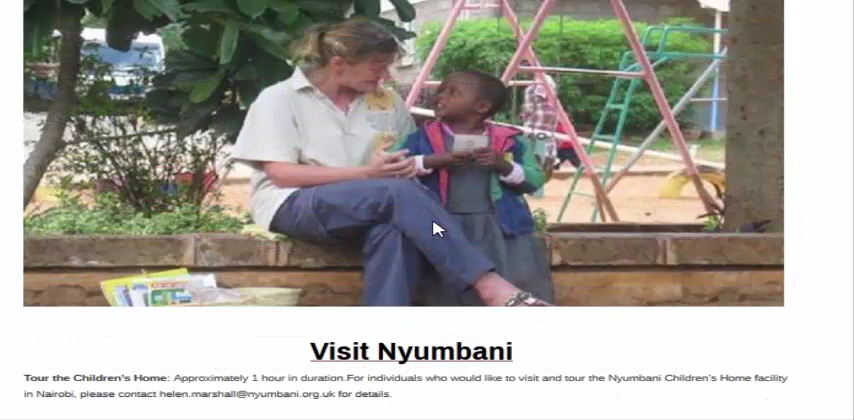 Visit Nyumbani
Tour the Children's Home: Approximately 1 hour in duration.For individuals who would like to visit and tour the Nyumbani Children's Home facility
in Nairobi, please contact helen.marshall@nyumbani.org.uk for details.